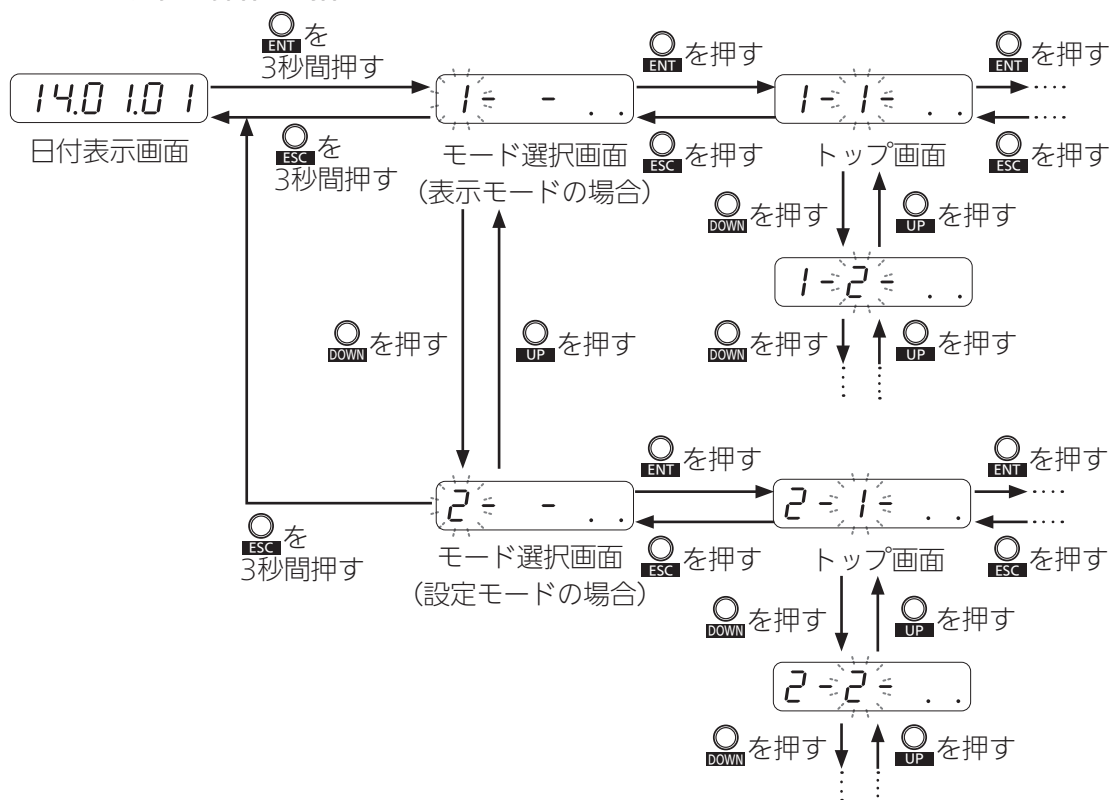 ENTを
3秒間押す
ENTを押す
ENTを押す
14.01.01
1- - . .
1-1- . .
日付表示画面
ESCを
3秒間押す
モード選択画面
(表示モードの場合)
ESCを押す
トップ画面
ESCを押す
DOWNを押す
UPを押す
1-2- . .
DOWNを押す
UPを押す
DOWNを押す
UPを押す
ENTを押す
ENTを押す
2- - . .
2-1- . .
ESCを
3秒間押す
モード選択画面
(設定モードの場合)
ESCを押す
トップ画面
ESCを押す
DOWNを押す
UPを押す
2-2- . .
DOWNを押す
UPを押す